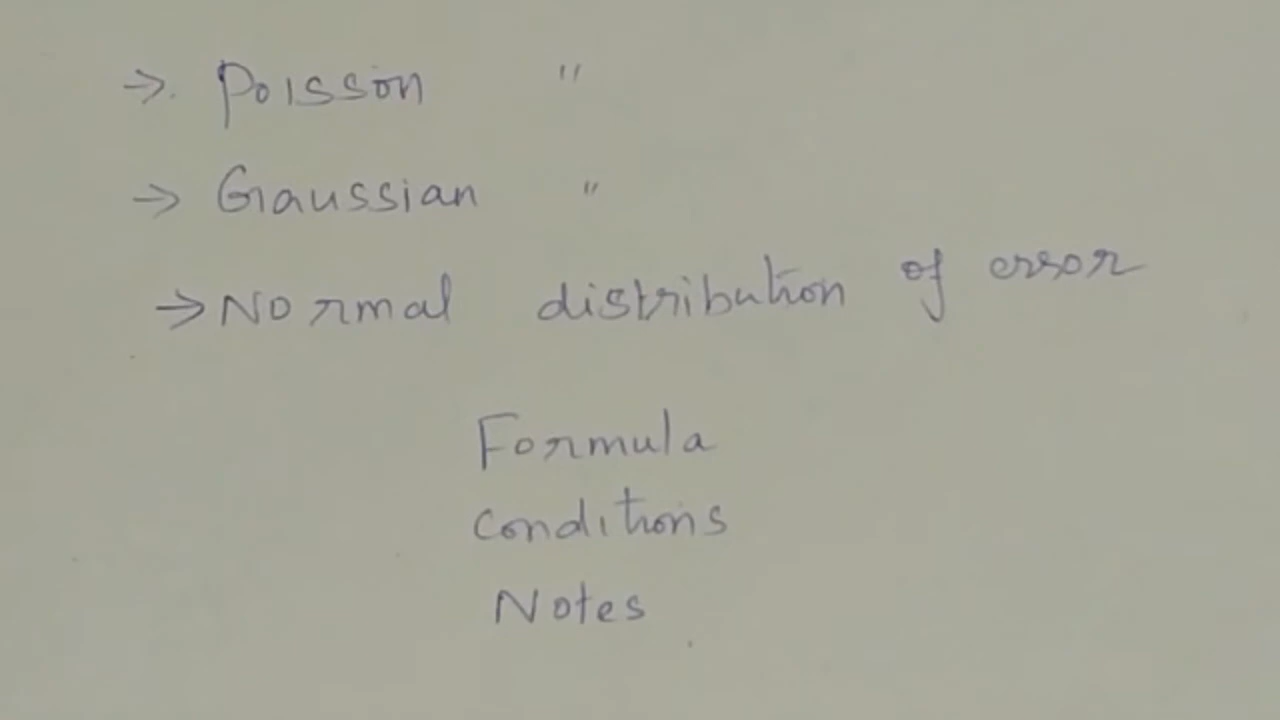 → Poisson "
→ Gaussian "
→ Normal distribution of error
Formula
Conditions
Notes